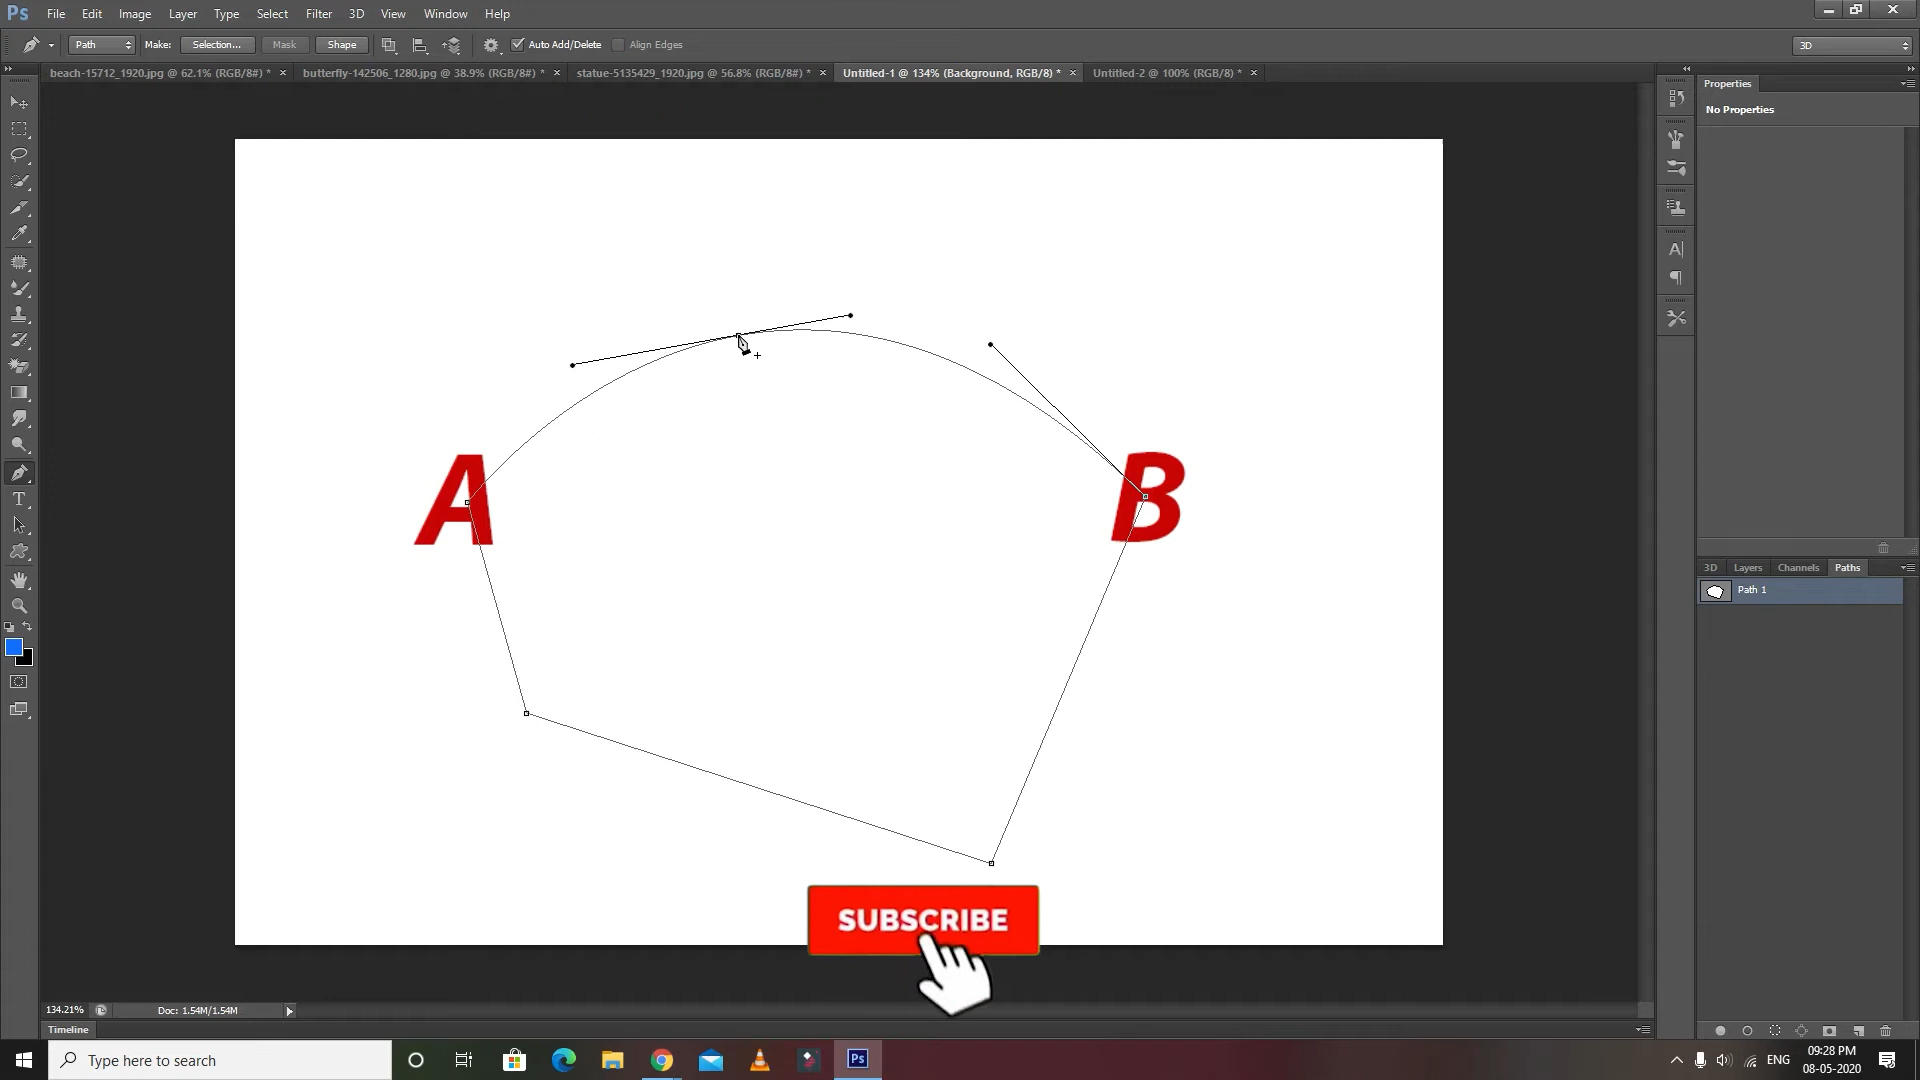 Ps File Edit Image Layer Type Select Filter 3D View Window Help
Path Make: Selection... Mask Shape Auto Add/Delete Align Edges 3D
beach-15712_1920.jpg @ 62.1% (RGB/8#) * butterfly-142506_1280.jpg @ 38.9% (RGB/8#) * statue-5135429_1920.jpg @ 56.8% (RGB/8#) * Untitled-1 @ 134% (Background, RGB/8) * Untitled-2 @ 100% (RGB/8) *
Properties
No Properties
A B
3D Layers Channels Paths
Path 1
SUBSCRIBE
134.21% Doc: 1.54M/1.54M
Timeline
Type here to search
Ps
ENG
09:28 PM
08-05-2020